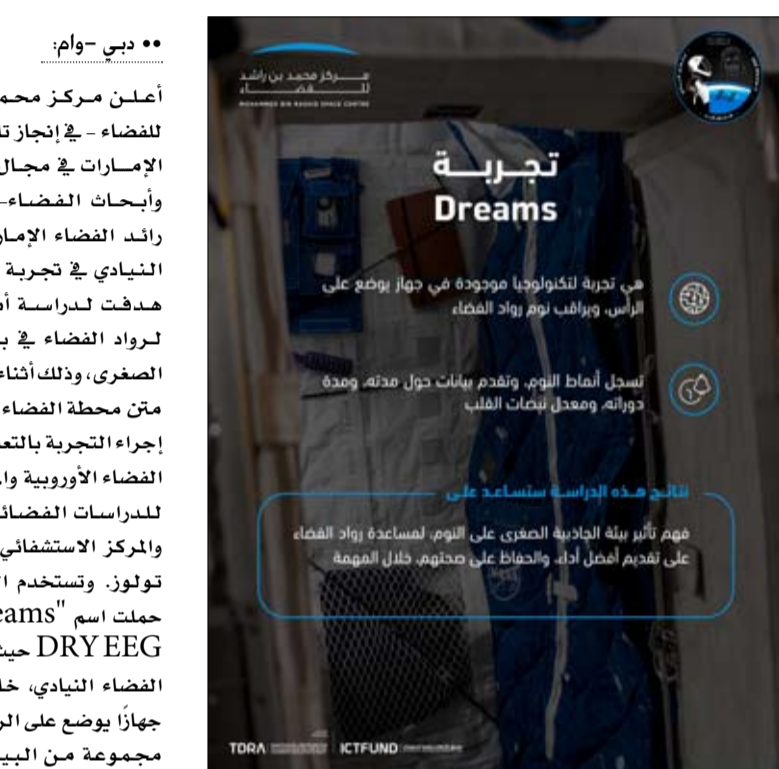 •• دبي -وام:
أعلن مركز محم
للفضاء - في إنجاز تا
الإمارات في مجال
وأبحاث الفضاء-
رائد الفضاء الإمار
النيادي في تجربة
هدفت لدراسة أ
لرواد الفضاء في ب
الصغرى، وذلك أثناء
متن محطة الفضاء
إجراء التجربة بالتع
الفضاء الأوروبية وا
للدراسات الفضائ
والمركز الاستشفائي
تولوز. وتستخدم ا
حملت اسم "eams
DRY EEG حيث
الفضاء النيادي، خلا
جهازًا يوضع على الر
مجموعة من البي
مركز محمد بن راشد
للفضاء
MOHAMMED BIN RASHID SPACE CENTRE
تجربة
Dreams
هي تجربة لتكنولوجيا موجودة في جهاز يوضع على
الرأس، ويراقب نوم رواد الفضاء
تسجل أنماط النوم، وتقدم بيانات حول مدته، ومدة
دوراته، ومعدل نبضات القلب
نتائج هذه الدراسة ستساعد على
فهم تأثير بيئة الجاذبية الصغرى على النوم، لمساعدة رواد الفضاء
على تقديم أفضل أداء، والحفاظ على صحتهم، خلال المهمة
TDRA
ICTFUND